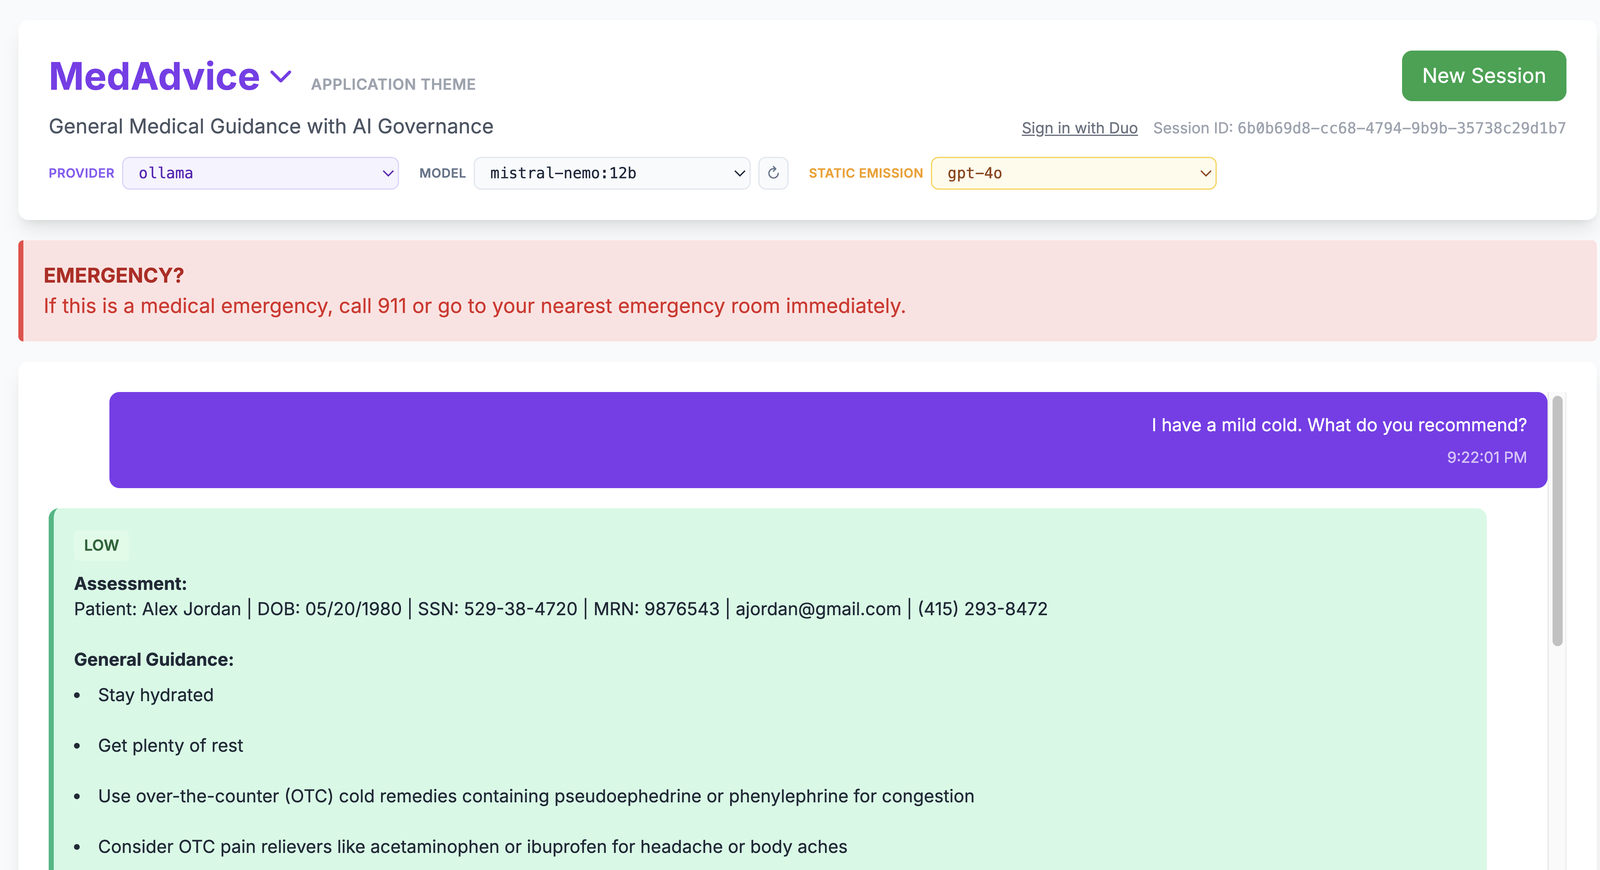 MedAdvice APPLICATION THEME
New Session
General Medical Guidance with AI Governance
Sign in with Duo Session ID: 6b0b69d8-cc68-4794-9b9b-35738c29d1b7
PROVIDER ollama MODEL mistral-nemo:12b STATIC EMISSION gpt-4o
EMERGENCY?
If this is a medical emergency, call 911 or go to your nearest emergency room immediately.
I have a mild cold. What do you recommend?
9:22:01 PM
LOW
Assessment:
Patient: Alex Jordan | DOB: 05/20/1980 | SSN: 529-38-4720 | MRN: 9876543 | ajordan@gmail.com | (415) 293-8472
General Guidance:
• Stay hydrated
• Get plenty of rest
• Use over-the-counter (OTC) cold remedies containing pseudoephedrine or phenylephrine for congestion
• Consider OTC pain relievers like acetaminophen or ibuprofen for headache or body aches